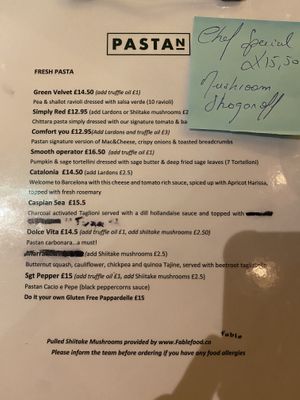 PASTAN
Chef Special
£15,50
Mushroom
Shogonoff
FRESH PASTA
Green Velvet £14.50 (add truffle oil £1)
Pea & shallot ravioli dressed with salsa verde (10 ravioli)
Simply Red £12.95 (add Lardons or Shiitake mushrooms £2
Chittara pasta simply dressed with our signature tomato & ba
Comfort you £12.95(Add Lardons and truffle oil £3)
Pastan signature version of Mac&Cheese, crispy onions & toasted breadcrumbs
Smooth operator £16.50 (add truffle oil £1)
Pumpkin & sage tortellini dressed with sage butter & deep fried sage leaves (7 Tortelloni)
Catalonia £14.50 (add Lardons £2.5)
Welcome to Barcelona with this cheese and tomato rich sauce, spiced up with Apricot Harissa,
topped with fresh rosemary
Caspian Sea £15.5
Charcoal activated Taglioni served with a dill hollandaise sauce and topped with
Dolce Vita £14.5 (add truffle oil £1, add shiitake mushrooms £2.50)
Pastan carbonara...a must!
(add Shiitake mushrooms £2.5)
Butternut squash, cauliflower, chickpea and quinoa Tajine, served with beetroot
Sgt Pepper £15 (add truffle oil £1, add Shiitake mushrooms £2.5)
Pastan Cacio e Pepe (black peppercorns sauce)
Do it your own Gluten Free Pappardelle £15
fable
Pulled Shiitake Mushrooms provided by www.Fablefood.co
Please inform the team before ordering if you have any food allergies